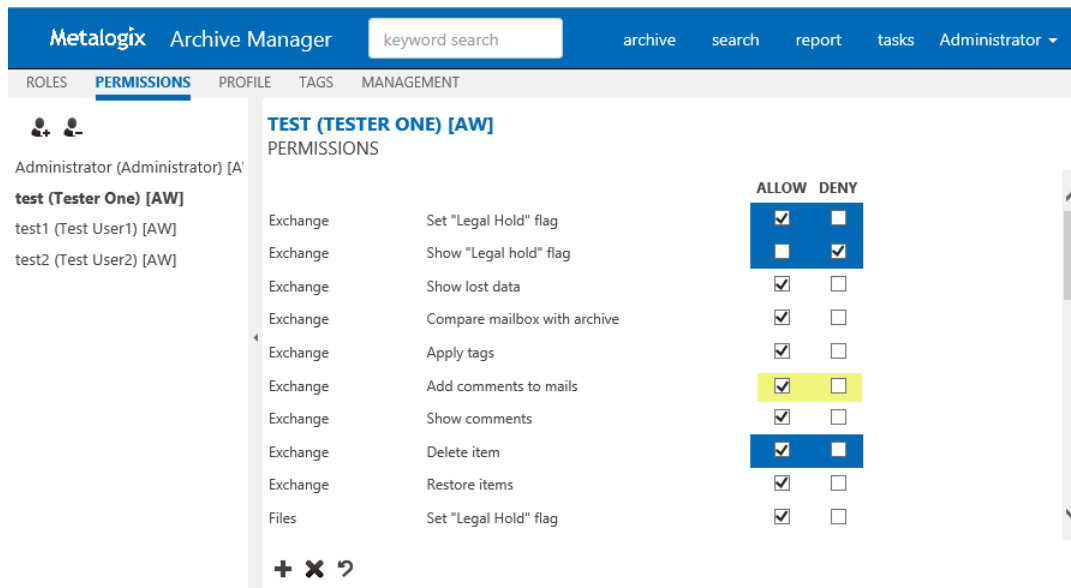 Metalogix Archive Manager keyword search archive search report tasks Administrator
ROLES PERMISSIONS PROFILE TAGS MANAGEMENT
Administrator (Administrator) [A
test (Tester One) [AW]
test1 (Test User1) [AW]
test2 (Test User2) [AW]
TEST (TESTER ONE) [AW]
PERMISSIONS
ALLOW DENY
Exchange Set "Legal Hold" flag
Exchange Show "Legal hold" flag
Exchange Show lost data
Exchange Compare mailbox with archive
Exchange Apply tags
Exchange Add comments to mails
Exchange Show comments
Exchange Delete item
Exchange Restore items
Files Set "Legal Hold" flag